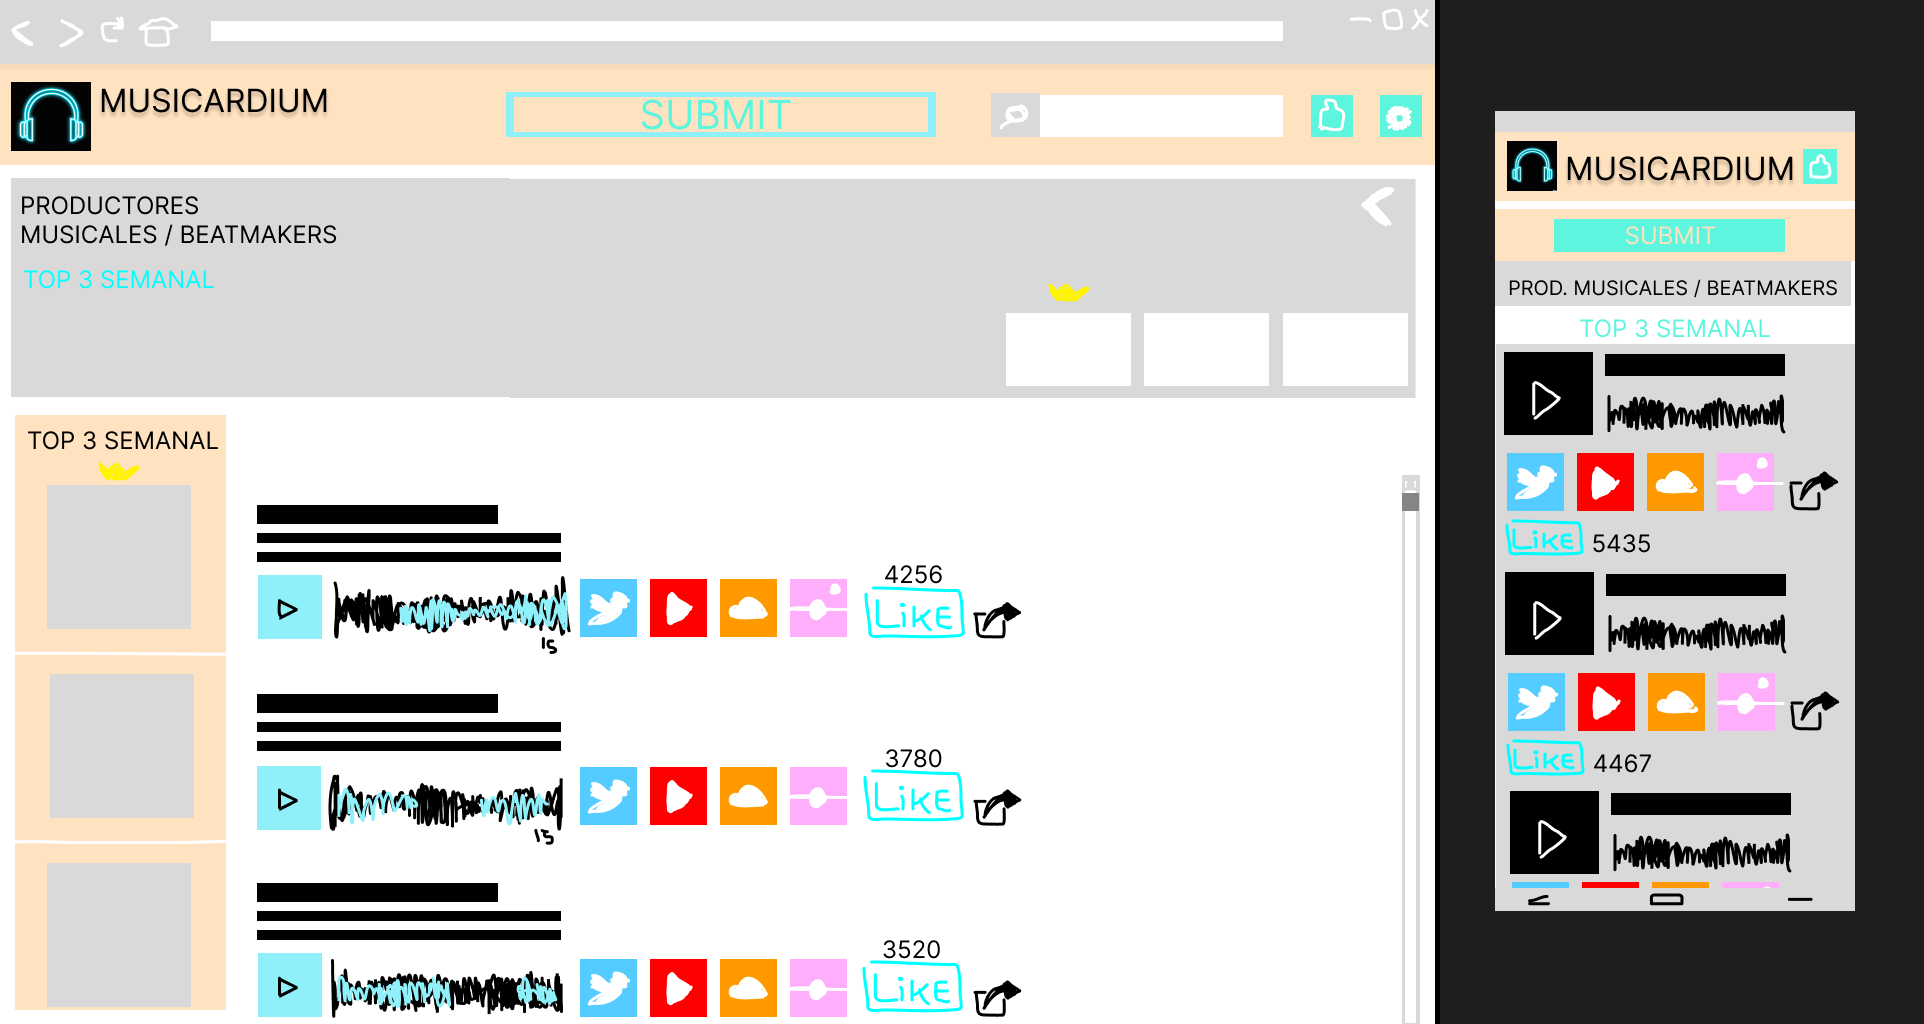 MUSICARDIUM
SUBMIT
PRODUCTORES
MUSICALES / BEATMAKERS
TOP 3 SEMANAL
TOP 3 SEMANAL
4256
LiKE
15
3780
LiKE
15
3520
LiKE
MUSICARDIUM
SUBMIT
PROD. MUSICALES / BEATMAKERS
TOP 3 SEMANAL
LiKE 5435
LiKE 4467